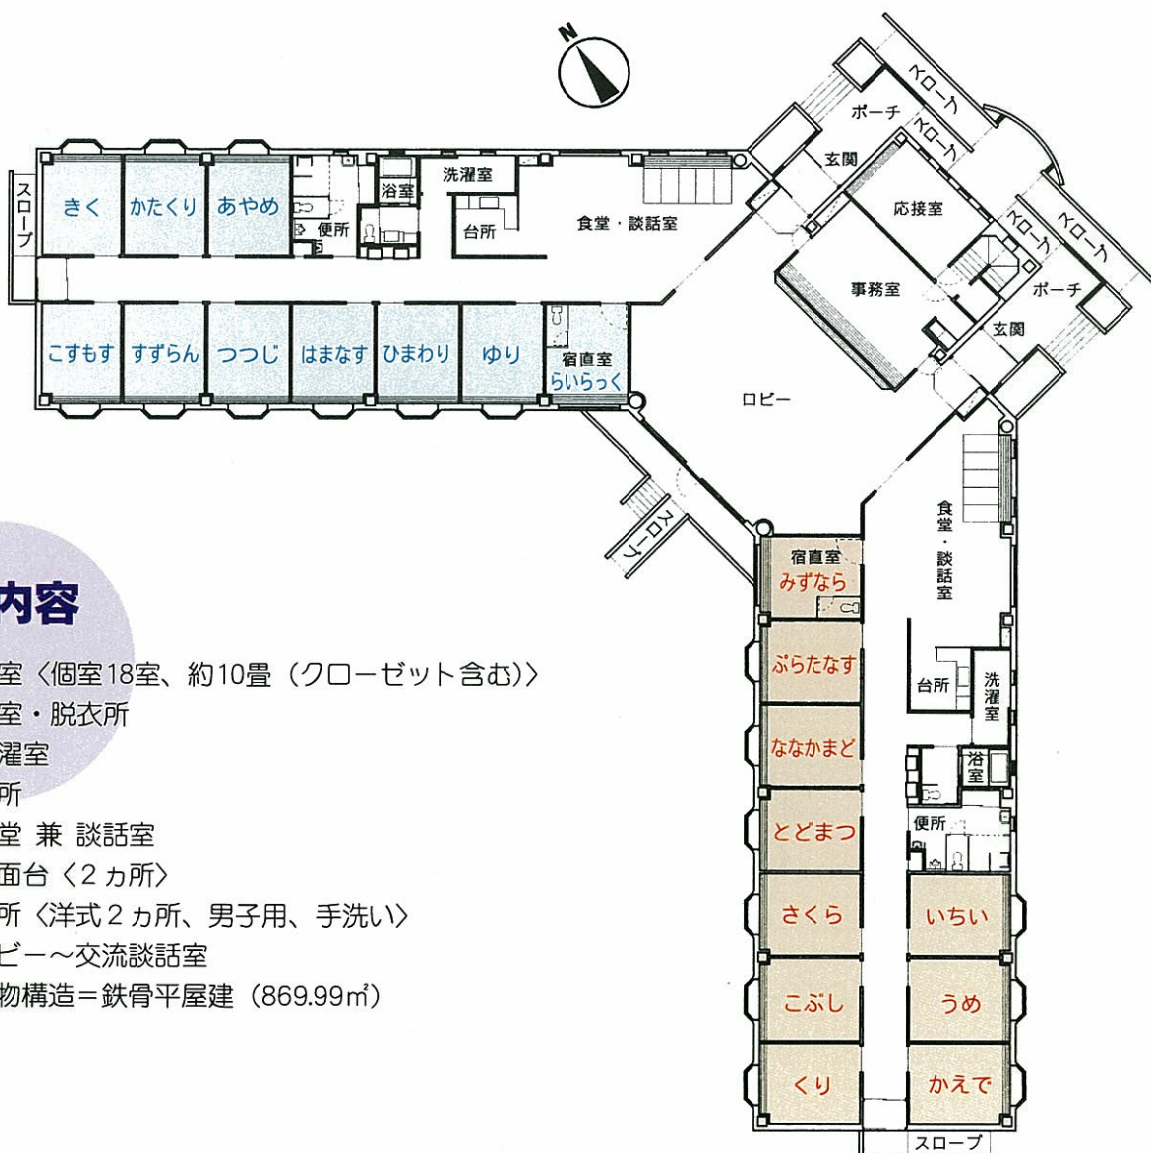 N
スロープ
ポーチ
スロープ
玄関
応接室
スロープ
スロープ
ポーチ
玄関
事務室
ロビー
スロープ
スロープ
きく
かたくり
あやめ
便所
浴室
洗濯室
台所
食堂・談話室
こすもす
すずらん
つつじ
はまなす
ひまわり
ゆり
宿直室
らいらっく
宿直室
みずなら
食堂・談話室
ぷらたなす
台所
洗濯室
ななかまど
浴室
とどまつ
便所
さくら
いちい
こぶし
うめ
くり
かえで
スロープ
内容
室〈個室18室、約10畳（クローゼット含む）〉
室・脱衣所
濯室
所
堂 兼 談話室
面台〈2ヵ所〉
所〈洋式2ヵ所、男子用、手洗い〉
ビー〜交流談話室
物構造＝鉄骨平屋建（869.99㎡）